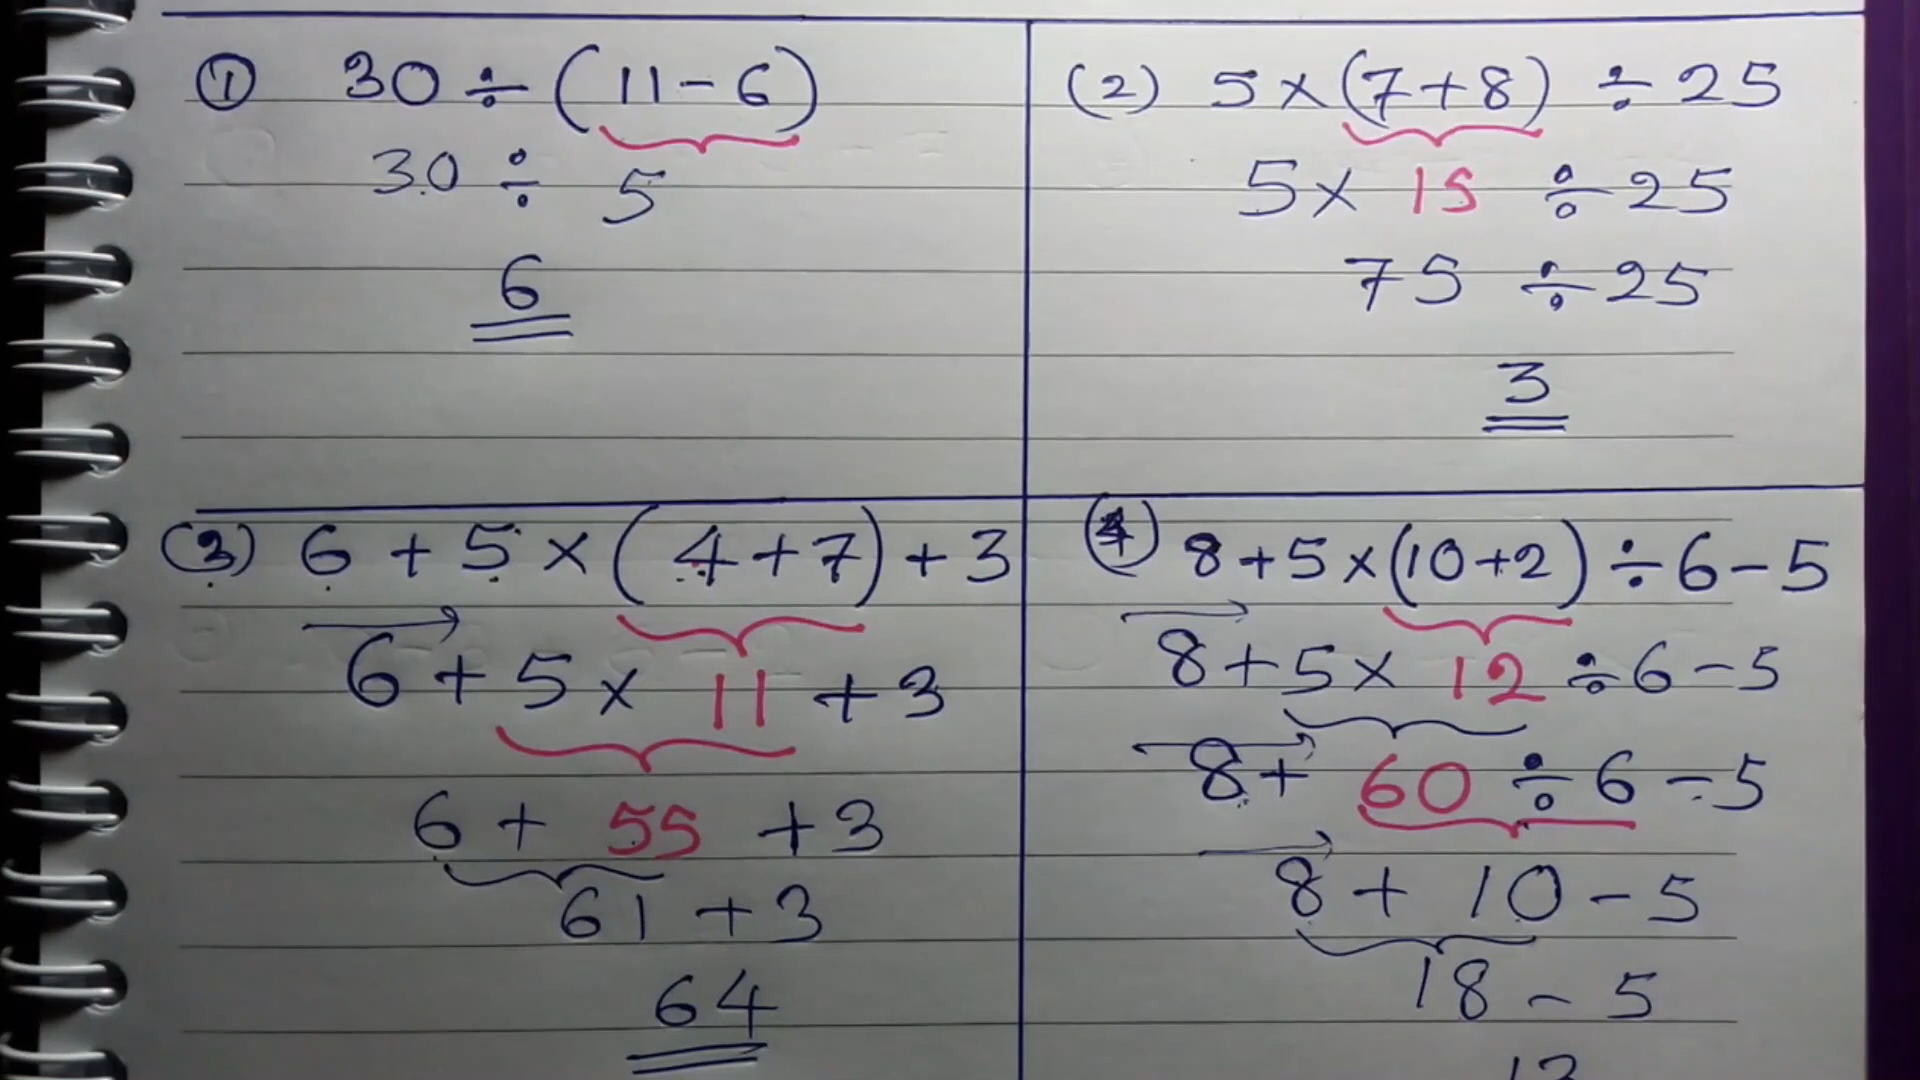 ① 30 ÷ (11 - 6)
30 ÷ 5
6
(2) 5 × (7 + 8) ÷ 25
5 × 15 ÷ 25
75 ÷ 25
3
(3) 6 + 5 × (4 + 7) + 3
6 + 5 × 11 + 3
6 + 55 + 3
61 + 3
64
(4) 8 + 5 × (10 + 2) ÷ 6 - 5
8 + 5 × 12 ÷ 6 - 5
8 + 60 ÷ 6 - 5
8 + 10 - 5
18 - 5